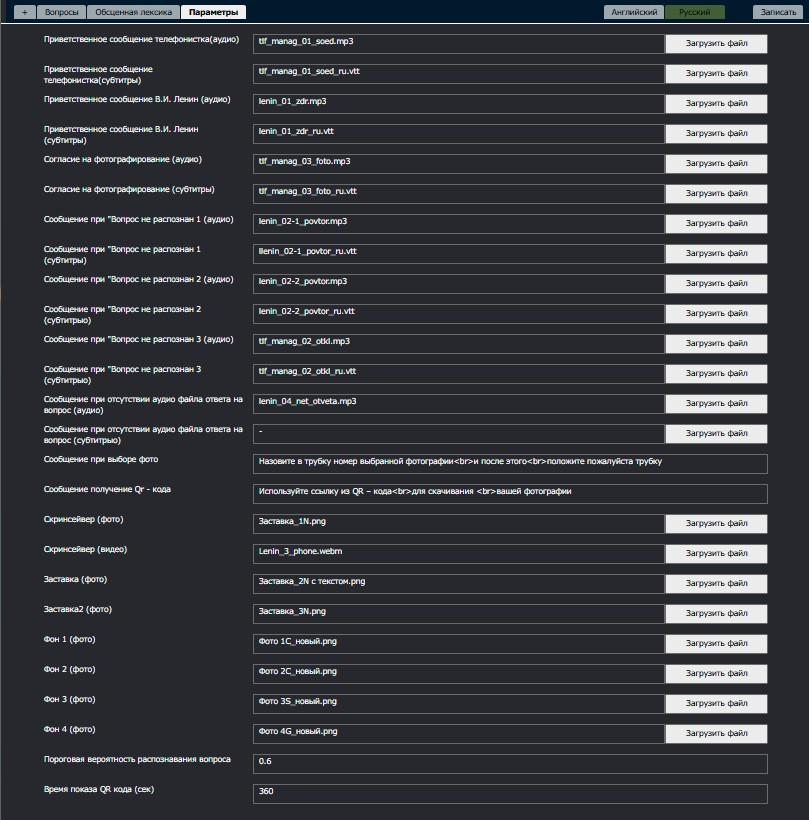 + Вопросы Обсценная лексика Параметры Английский Русский Записать
Приветственное сообщение телефонистка(аудио) tlf_manag_01_soed.mp3 Загрузить файл
Приветственное сообщение
телефонистка(субтитры) tlf_manag_01_soed_ru.vtt Загрузить файл
Приветственное сообщение В.И. Ленин (аудио) lenin_01_zdr.mp3 Загрузить файл
Приветственное сообщение В.И. Ленин
(субтитры) lenin_01_zdr_ru.vtt Загрузить файл
Согласие на фотографирование (аудио) tlf_manag_03_foto.mp3 Загрузить файл
Согласие на фотографирование (субтитры) tlf_manag_03_foto_ru.vtt Загрузить файл
Сообщение при "Вопрос не распознан 1 (аудио) lenin_02-1_povtor.mp3 Загрузить файл
Сообщение при "Вопрос не распознан 1
(субтитры) llenin_02-1_povtor_ru.vtt Загрузить файл
Сообщение при "Вопрос не распознан 2 (аудио) lenin_02-2_povtor.mp3 Загрузить файл
Сообщение при "Вопрос не распознан 2
(субтитрыо) lenin_02-2_povtor_ru.vtt Загрузить файл
Сообщение при "Вопрос не распознан 3 (аудио) tlf_manag_02_otkl.mp3 Загрузить файл
Сообщение при "Вопрос не распознан 3
(субтитрыо) tlf_manag_02_otkl_ru.vtt Загрузить файл
Сообщение при отсутствии аудио файла ответа на
вопрос (аудио) lenin_04_net_otveta.mp3 Загрузить файл
Сообщение при отсутствии аудио файла ответа на
вопрос (субтитрыо) - Загрузить файл
Сообщение при выборе фото Назовите в трубку номер выбранной фотографии<br>и после этого<br>положите пожалуйста трубку
Сообщение получение Qr - кода Используйте ссылку из QR – кода<br>для скачивания <br>вашей фотографии
Скринсейвер (фото) Заставка_1N.png Загрузить файл
Скринсейвер (видео) Lenin_3_phone.webm Загрузить файл
Заставка (фото) Заставка_2N с текстом.png Загрузить файл
Заставка2 (фото) Заставка_3N.png Загрузить файл
Фон 1 (фото) Фото 1C_новый.png Загрузить файл
Фон 2 (фото) Фото 2C_новый.png Загрузить файл
Фон 3 (фото) Фото 3S_новый.png Загрузить файл
Фон 4 (фото) Фото 4G_новый.png Загрузить файл
Пороговая вероятность распознавания вопроса 0.6
Время показа QR кода (сек) 360